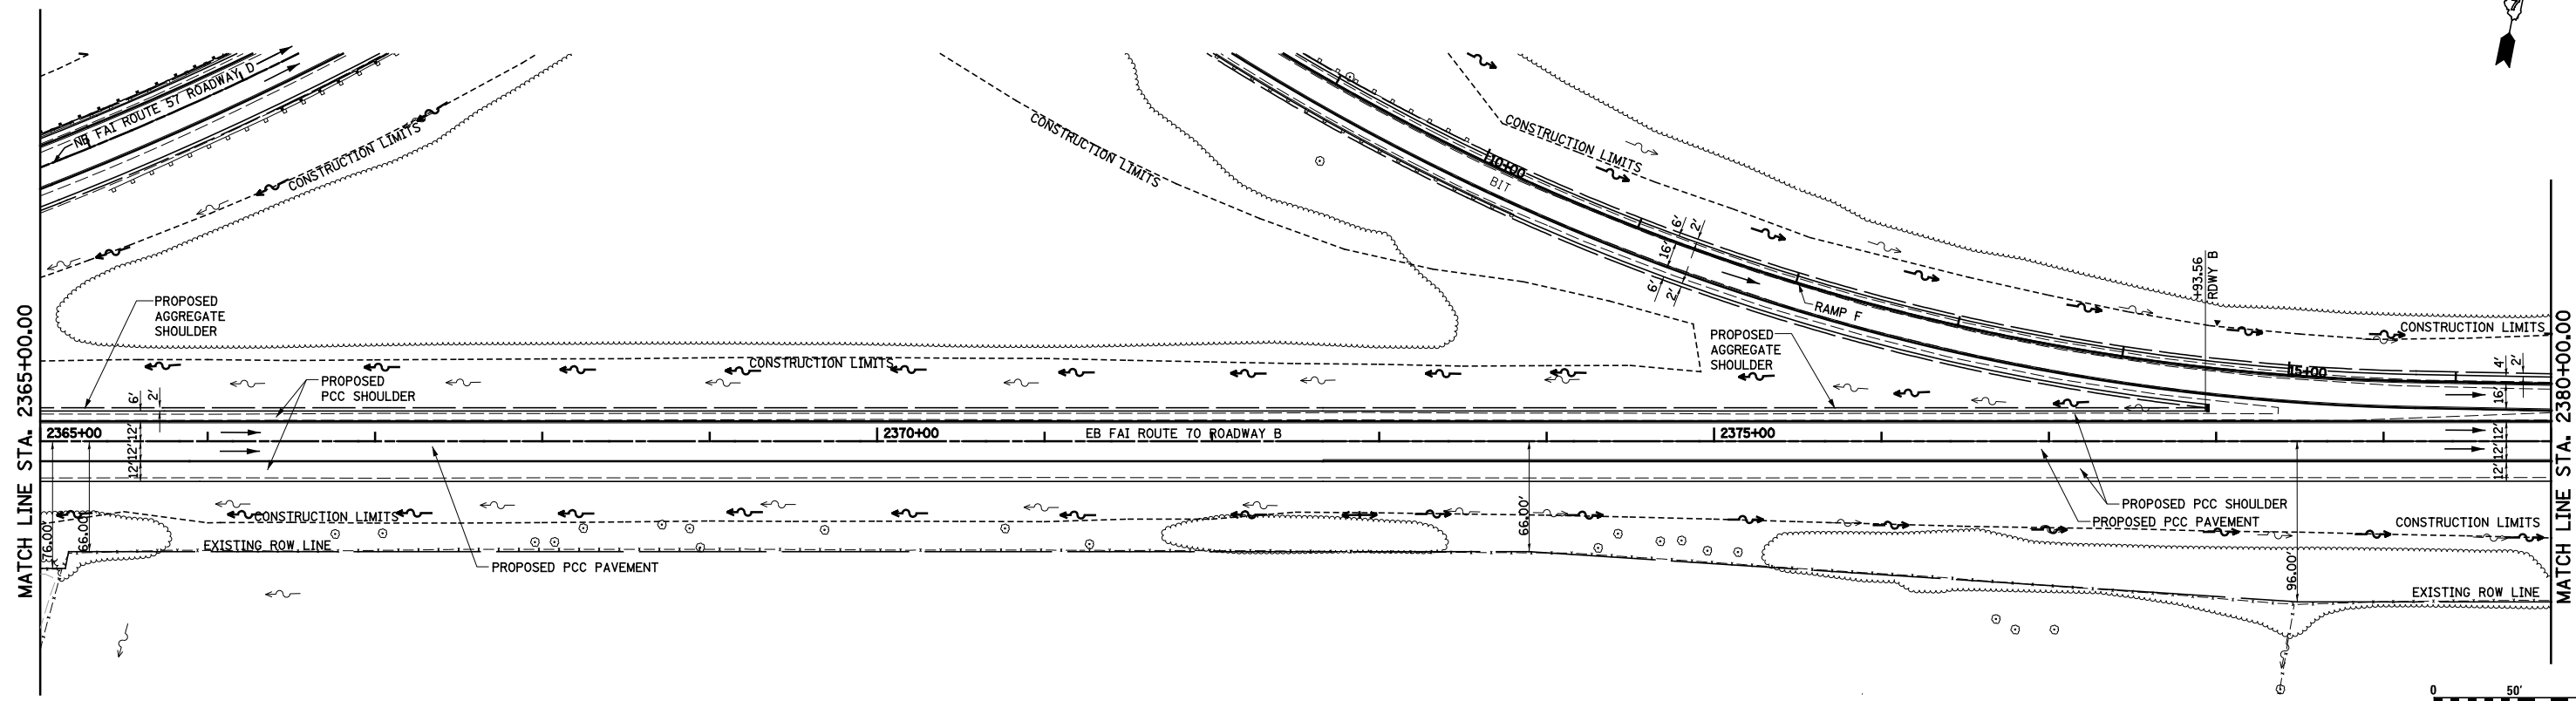 MATCH LINE STA. 2365+00.00
NB FAI ROUTE 57 ROADWAY D
CONSTRUCTION LIMITS
CONSTRUCTION LIMITS
CONSTRUCTION LIMITS
10+00
BIT
6'
2'
16'
6'
2'
RAMP F
+93.56
RDWY B
CONSTRUCTION LIMITS
PROPOSED
AGGREGATE
SHOULDER
PROPOSED
AGGREGATE
SHOULDER
CONSTRUCTION LIMITS
PROPOSED
PCC SHOULDER
15+00
4'
2'
16'
6'
2'
2365+00
2370+00
EB FAI ROUTE 70 ROADWAY B
2375+00
12'
12'
12'
12'
12'
12'
MATCH LINE STA. 2380+00.00
76.00'
66.00'
CONSTRUCTION LIMITS
EXISTING ROW LINE
PROPOSED PCC PAVEMENT
66.00'
PROPOSED PCC SHOULDER
PROPOSED PCC PAVEMENT
CONSTRUCTION LIMITS
96.00'
EXISTING ROW LINE
0
50'